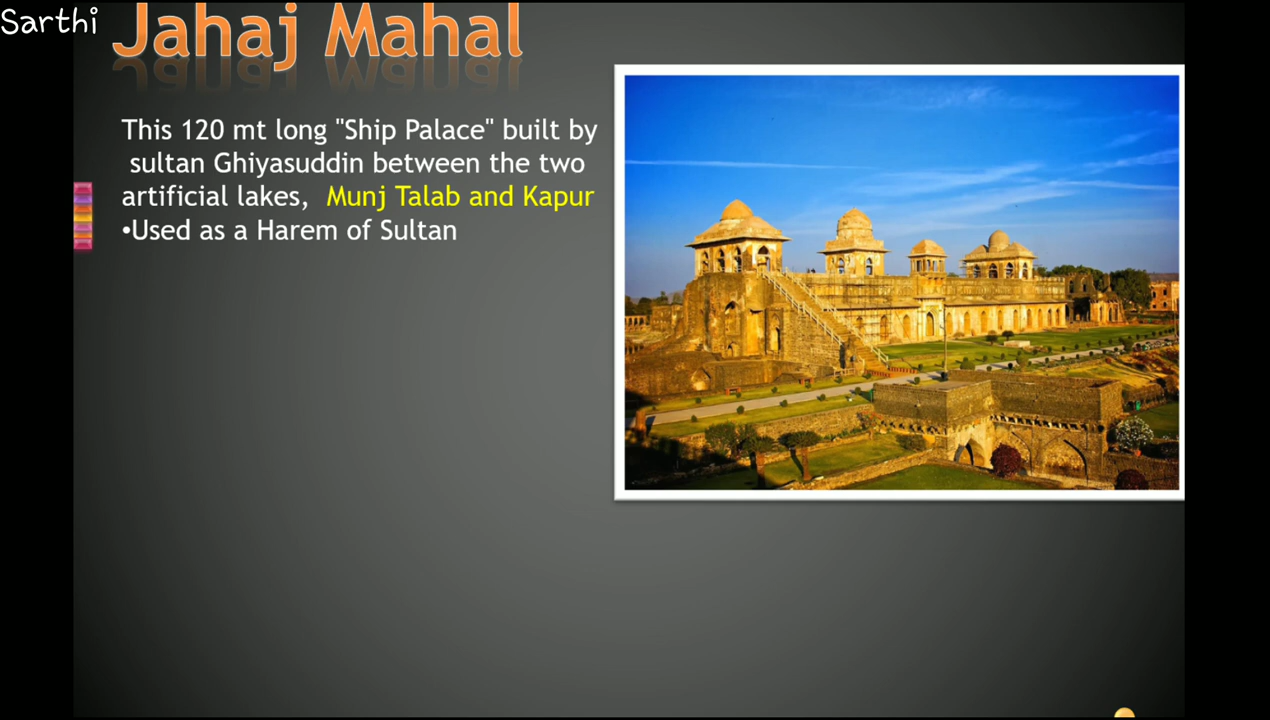 Sarthi
Jahaj Mahal
This 120 mt long "Ship Palace" built by
sultan Ghiyasuddin between the two
artificial lakes, Munj Talab and Kapur
•Used as a Harem of Sultan